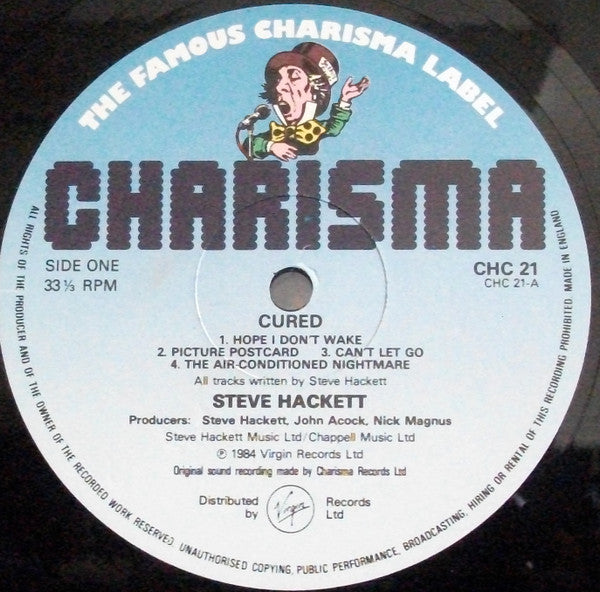 THE FAMOUS CHARISMA LABEL
CHARISMA
SIDE ONE
33⅓ RPM
CHC 21
CHC 21-A
CURED
1. HOPE I DON'T WAKE
2. PICTURE POSTCARD 3. CAN'T LET GO
4. THE AIR-CONDITIONED NIGHTMARE
All tracks written by Steve Hackett
STEVE HACKETT
Producers: Steve Hackett, John Acock, Nick Magnus
Steve Hackett Music Ltd/Chappell Music Ltd
℗ 1984 Virgin Records Ltd
Original sound recording made by Charisma Records Ltd
Distributed by
Virgin
Records Ltd
ALL RIGHTS OF THE PRODUCER AND OF THE OWNER OF THE RECORDED WORK RESERVED. UNAUTHORISED COPYING, PUBLIC PERFORMANCE, BROADCASTING, HIRING OR RENTAL OF THIS RECORDING PROHIBITED. MADE IN ENGLAND